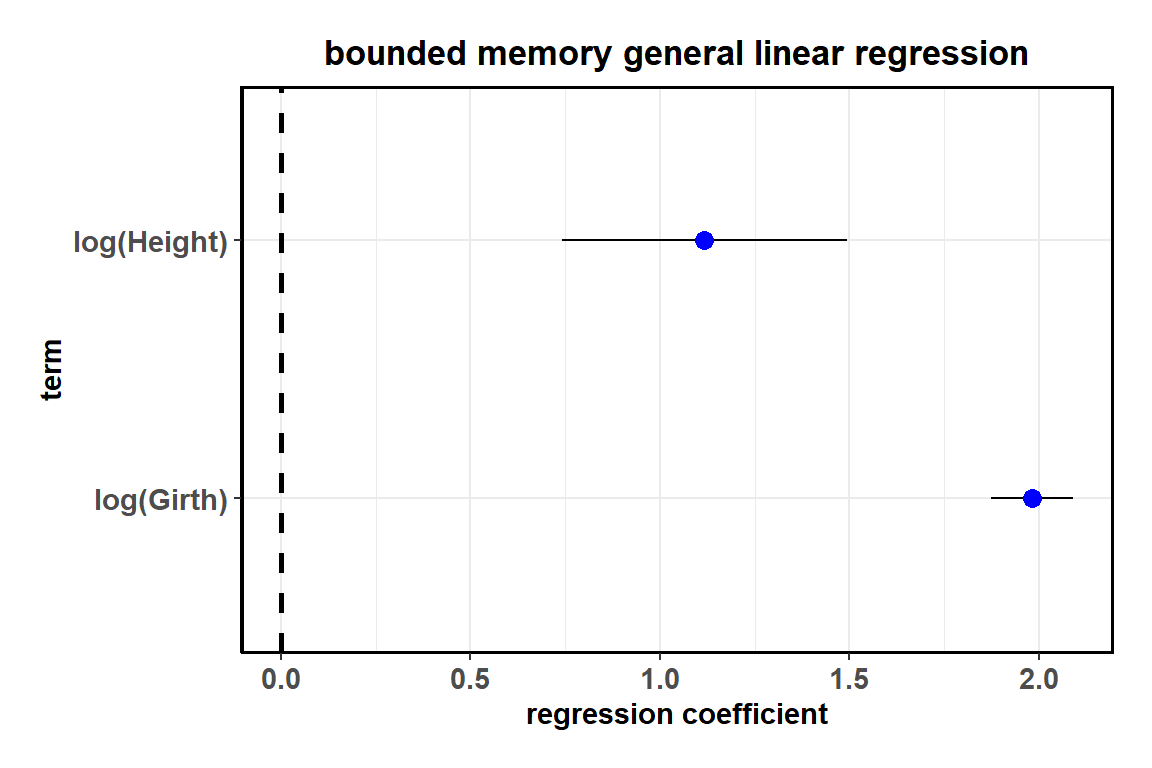 bounded memory general linear regression
term
log(Height)
log(Girth)
0.0 0.5 1.0 1.5 2.0
regression coefficient